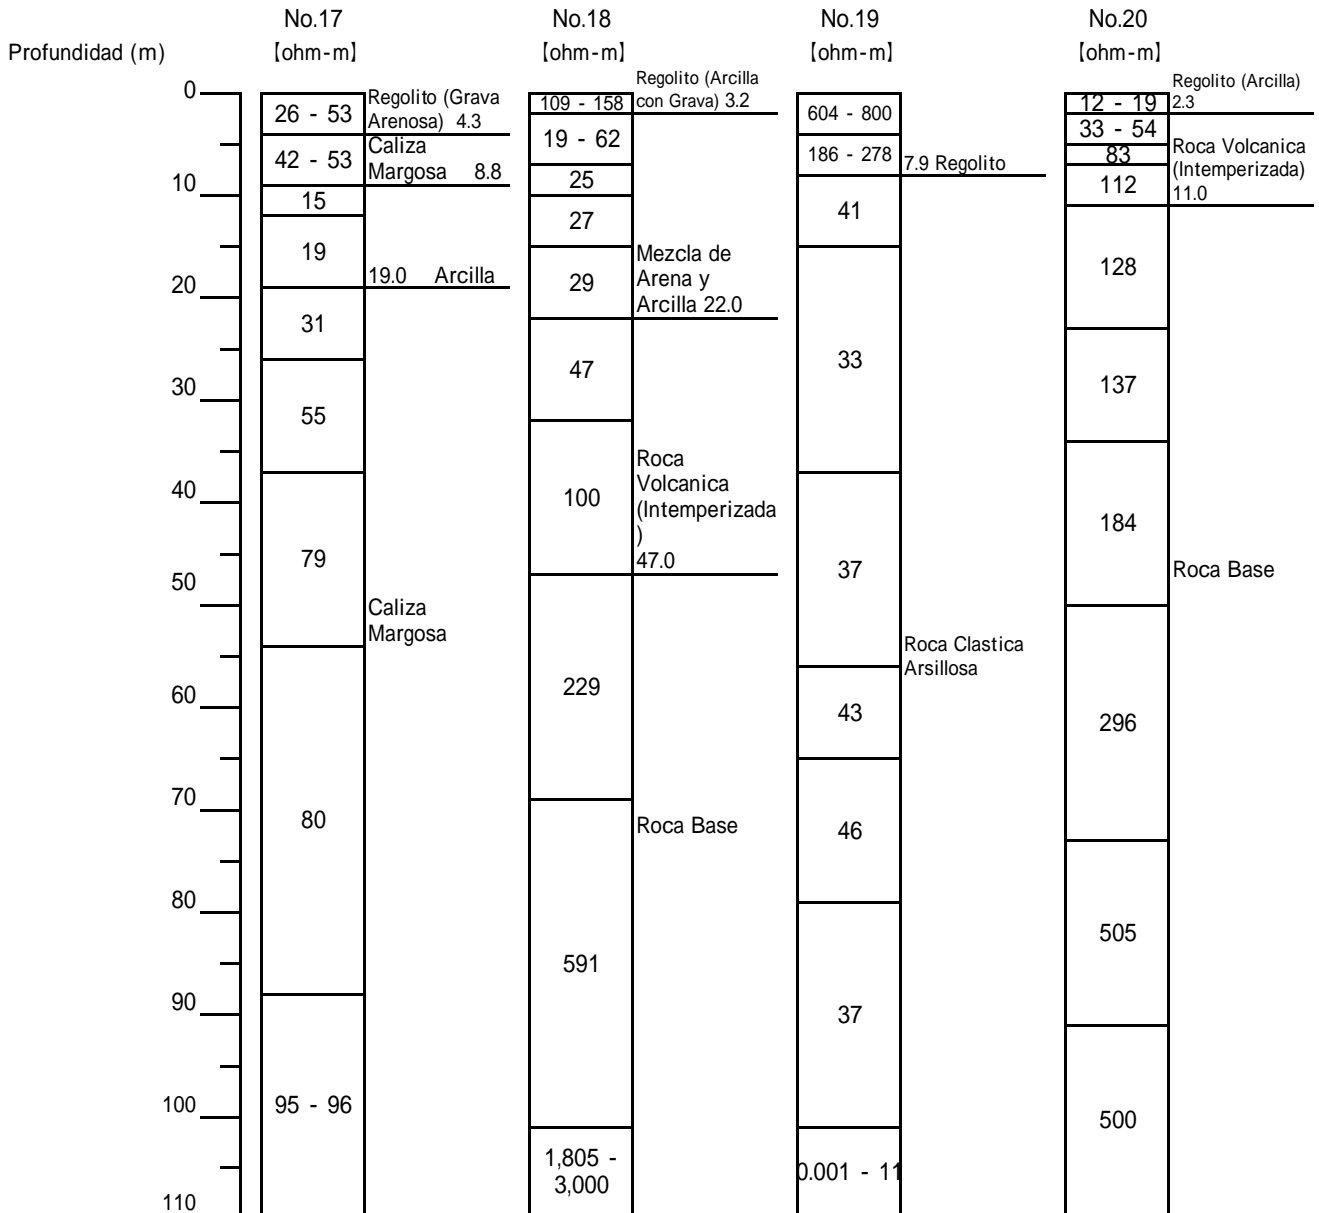 No.17 No.18 No.19 No.20
Profundidad (m) [ohm-m] [ohm-m] [ohm-m] [ohm-m]
0
10
20
30
40
50
60
70
80
90
100
110
26 - 53
42 - 53
15
19
31
55
79
80
95 - 96
Regolito (Grava
Arenosa) 4.3
Caliza
Margosa 8.8
19.0 Arcilla
Caliza
Margosa
109 - 158
19 - 62
25
27
29
47
100
229
591
1,805 -
3,000
Regolito (Arcilla
con Grava) 3.2
Mezcla de
Arena y
Arcilla 22.0
Roca
Volcanica
(Intemperizada
)
47.0
Roca Base
604 - 800
186 - 278
41
33
37
43
46
37
0.001 - 11
7.9 Regolito
Roca Clastica
Arsillosa
12 - 19
33 - 54
83
112
128
137
184
296
505
500
Regolito (Arcilla)
2.3
Roca Volcanica
(Intemperizada)
11.0
Roca Base